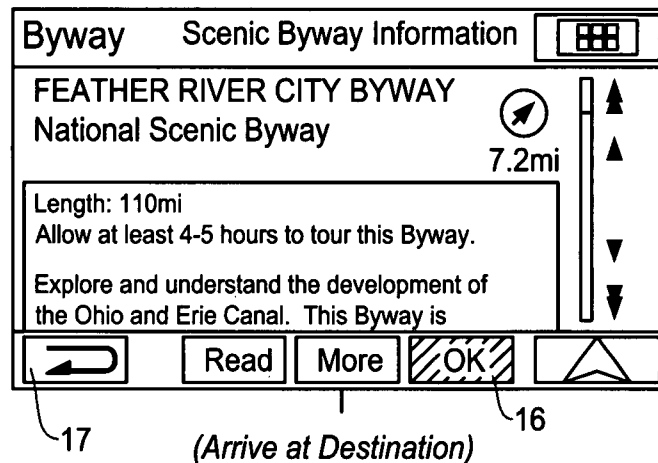 Byway Scenic Byway Information
FEATHER RIVER CITY BYWAY
National Scenic Byway
7.2mi
Length: 110mi
Allow at least 4-5 hours to tour this Byway.
Explore and understand the development of
the Ohio and Erie Canal. This Byway is
Read More OK
17 16
(Arrive at Destination)